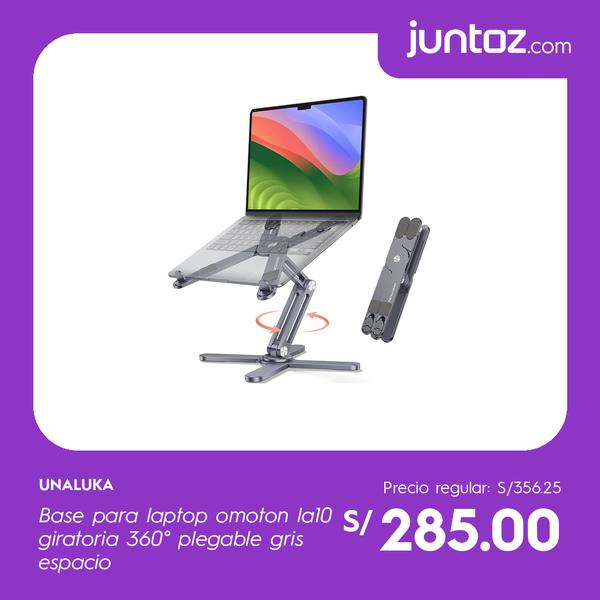 juntoz.com
UNALUKA
Base para laptop omoton la10
giratoria 360° plegable gris
espacio
Precio regular: S/356.25
S/ 285.00